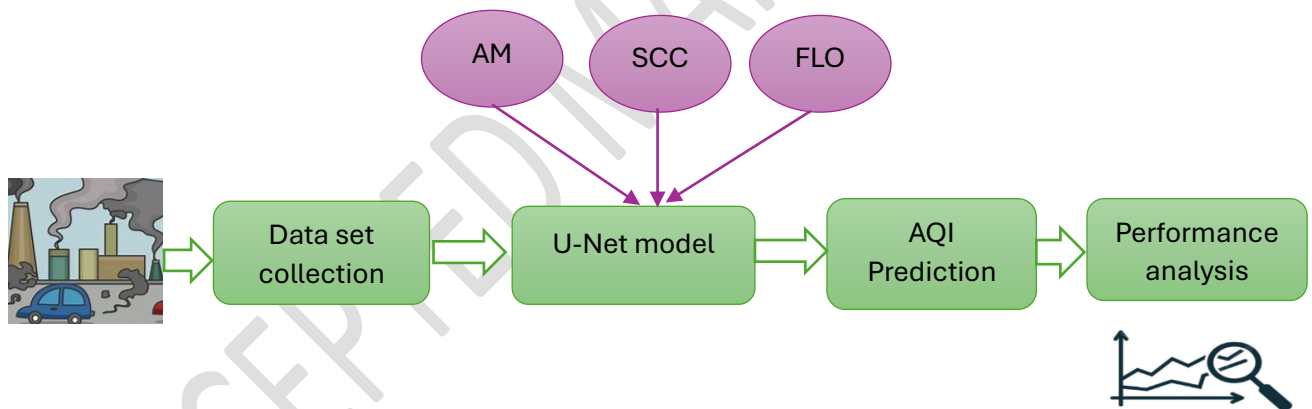 AM
SCC
FLO
Data set
collection
U-Net model
AQI
Prediction
Performance
analysis